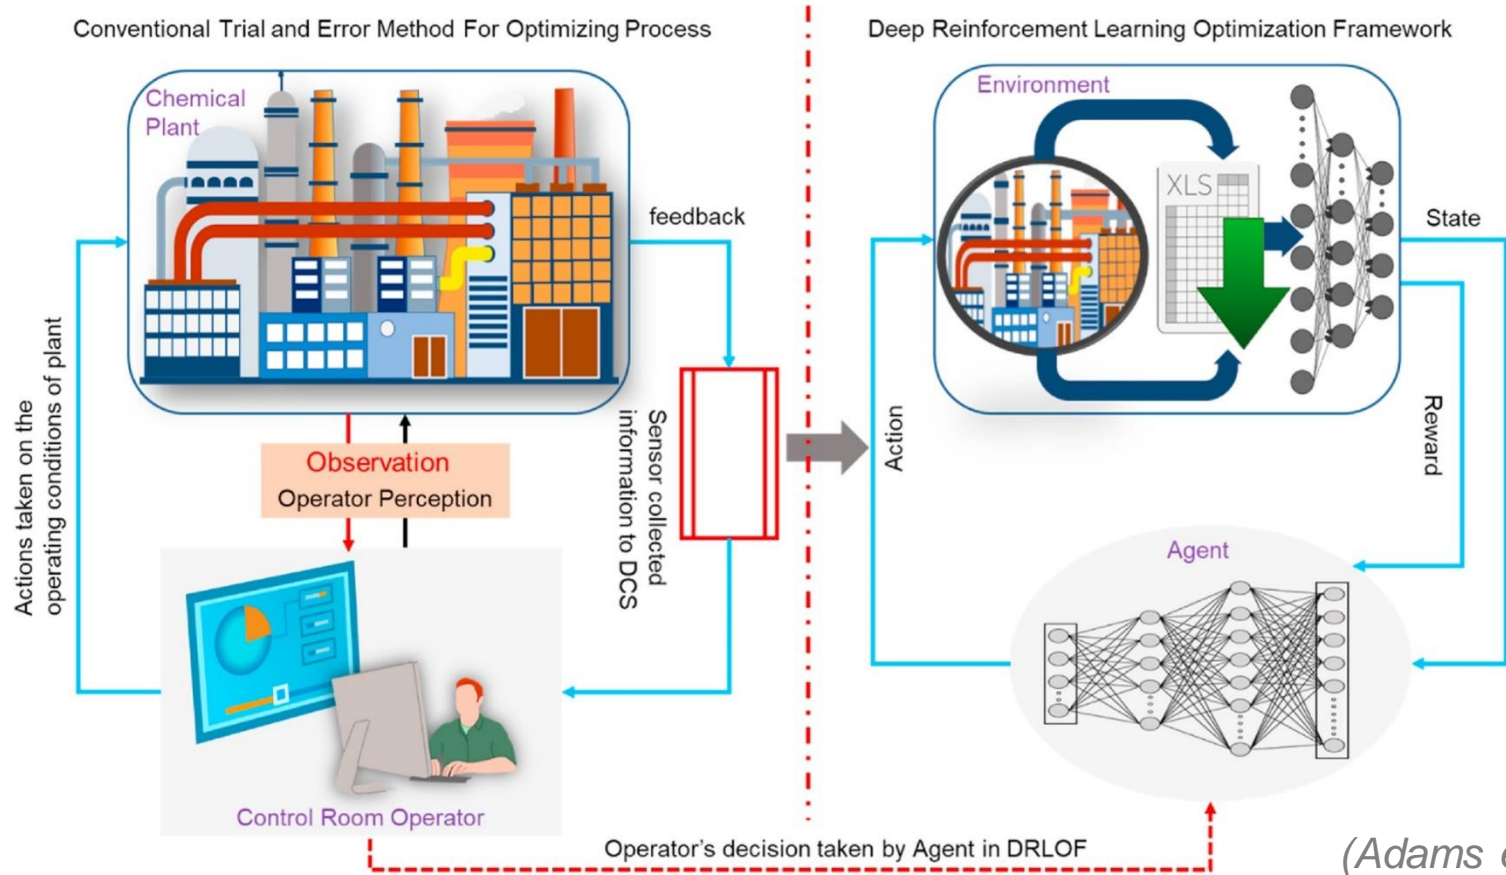 Conventional Trial and Error Method For Optimizing Process
Chemical
Plant
feedback
Actions taken on the
operating conditions of plant
Observation
Operator Perception
Sensor collected
information to DCS
Control Room Operator
Deep Reinforcement Learning Optimization Framework
Environment
XLS
State
Action
Reward
Agent
Operator's decision taken by Agent in DRLOF
(Adams